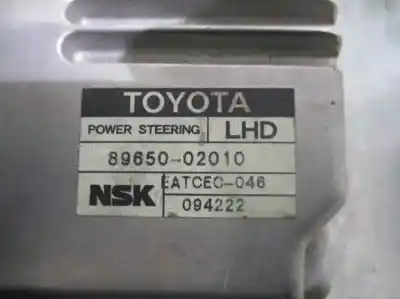 TOYOTA
POWER STEERING LHD
89650-02010
NSK EATCEC-046
094222